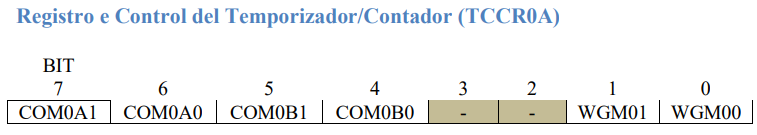 Registro e Control del Temporizador/Contador (TCCR0A)
BIT
7 6 5 4 3 2 1 0
COM0A1 COM0A0 COM0B1 COM0B0 - - WGM01 WGM00